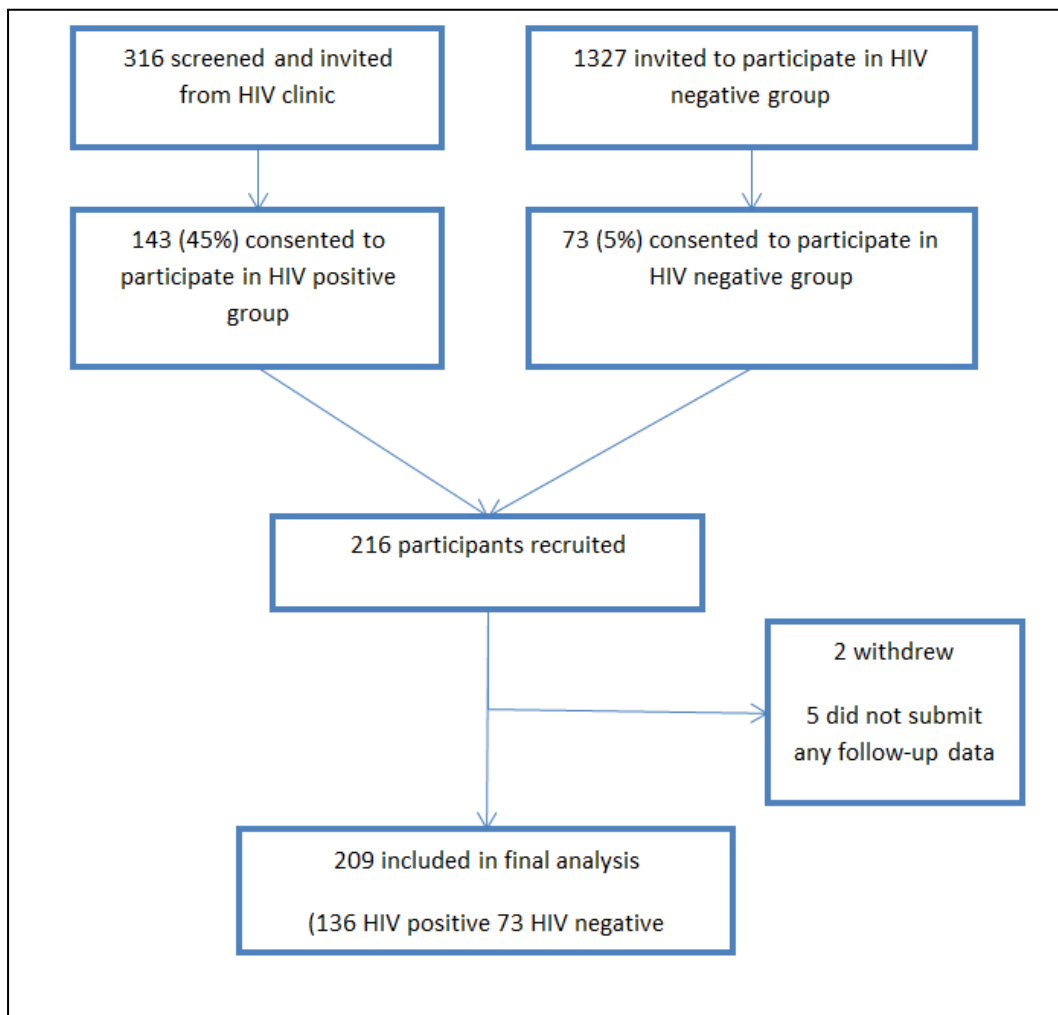 316 screened and invited
from HIV clinic
1327 invited to participate in HIV
negative group
143 (45%) consented to
participate in HIV positive
group
73 (5%) consented to participate in
HIV negative group
216 participants recruited
2 withdrew
5 did not submit
any follow-up data
209 included in final analysis
(136 HIV positive 73 HIV negative